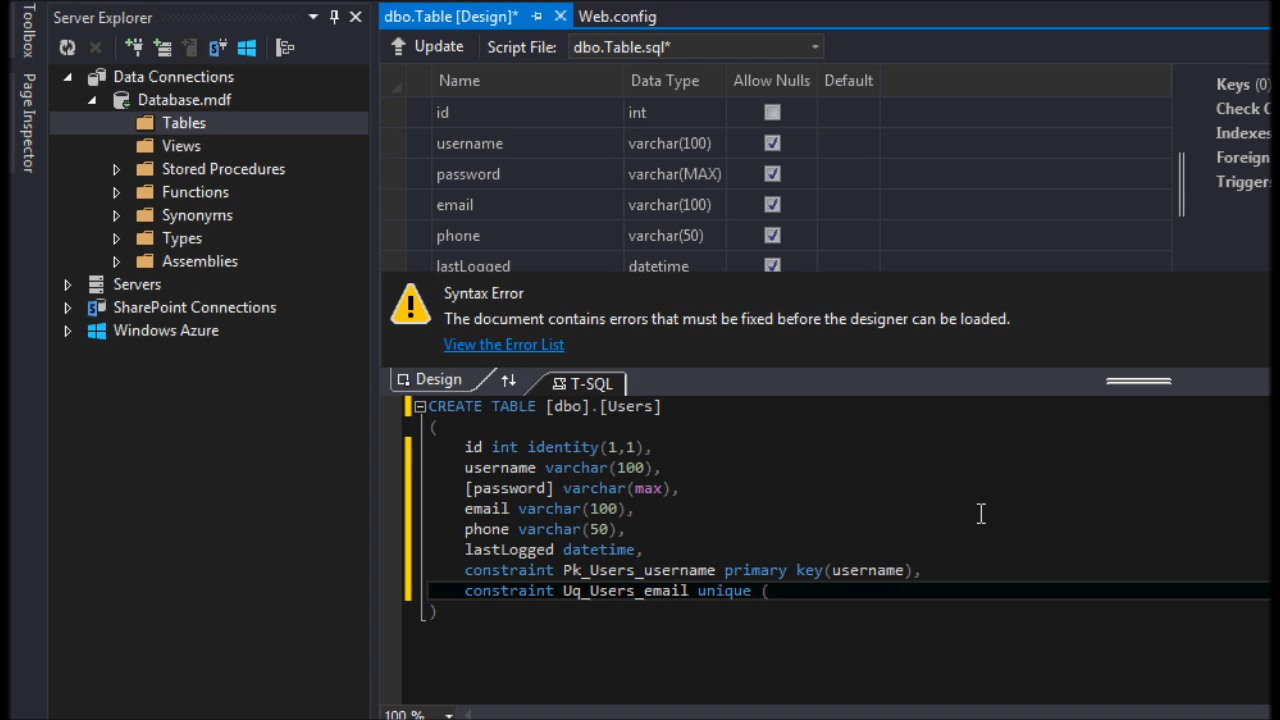 Toolbox
Page Inspector
Server Explorer
Data Connections
Database.mdf
Tables
Views
Stored Procedures
Functions
Synonyms
Types
Assemblies
Servers
SharePoint Connections
Windows Azure
dbo.Table [Design]* Web.config
Update Script File: dbo.Table.sql*
Name Data Type Allow Nulls Default
id int
username varchar(100)
password varchar(MAX)
email varchar(100)
phone varchar(50)
lastLogged datetime
Keys (0)
Check C
Indexes
Foreign
Triggers
Syntax Error
The document contains errors that must be fixed before the designer can be loaded.
View the Error List
Design T-SQL
CREATE TABLE [dbo].[Users]
(
id int identity(1,1),
username varchar(100),
[password] varchar(max),
email varchar(100),
phone varchar(50),
lastLogged datetime,
constraint Pk_Users_username primary key(username),
constraint Uq_Users_email unique (
)
100 %